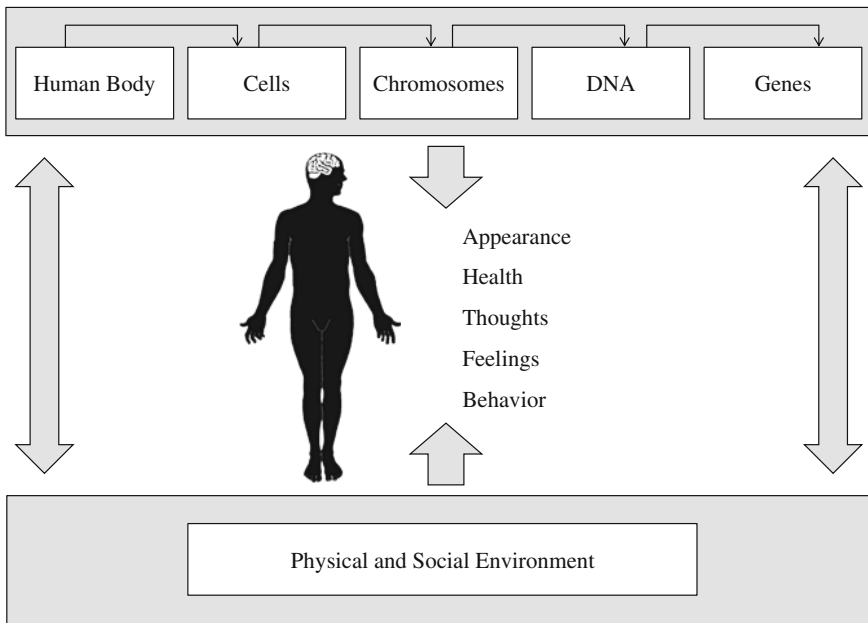 Human Body
Cells
Chromosomes
DNA
Genes
Appearance
Health
Thoughts
Feelings
Behavior
Physical and Social Environment